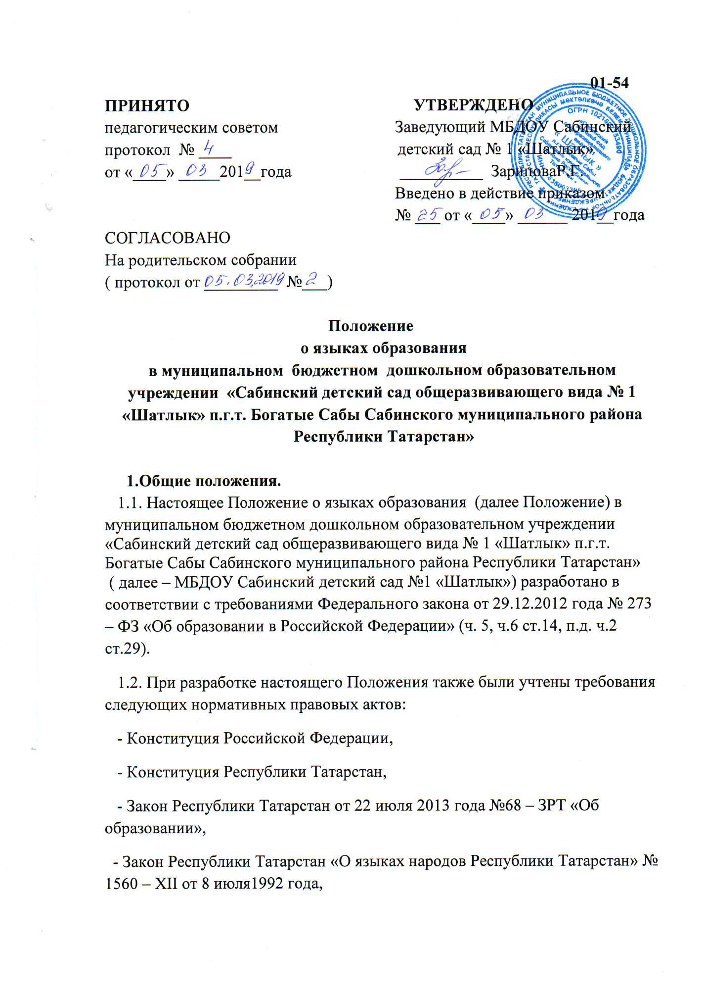 01-54
ПРИНЯТО
педагогическим советом
протокол № 4
от «05» 03 2019 года
УТВЕРЖДЕНО
Заведующий МБДОУ Сабинский
детский сад № 1 «Шатлык»
ЗариповаР.Г.
Введено в действие приказом
№ 25 от «05» 03 2019 года
СОГЛАСОВАНО
На родительском собрании
( протокол от 05.03.2019 № 2)
Положение
о языках образования
в муниципальном бюджетном дошкольном образовательном
учреждении «Сабинский детский сад общеразвивающего вида № 1
«Шатлык» п.г.т. Богатые Сабы Сабинского муниципального района
Республики Татарстан»
1.Общие положения.
1.1. Настоящее Положение о языках образования (далее Положение) в
муниципальном бюджетном дошкольном образовательном учреждении
«Сабинский детский сад общеразвивающего вида № 1 «Шатлык» п.г.т.
Богатые Сабы Сабинского муниципального района Республики Татарстан»
( далее – МБДОУ Сабинский детский сад №1 «Шатлык») разработано в
соответствии с требованиями Федерального закона от 29.12.2012 года № 273
– ФЗ «Об образовании в Российской Федерации» (ч. 5, ч.6 ст.14, п.д. ч.2
ст.29).
1.2. При разработке настоящего Положения также были учтены требования
следующих нормативных правовых актов:
- Конституция Российской Федерации,
- Конституция Республики Татарстан,
- Закон Республики Татарстан от 22 июля 2013 года №68 – ЗРТ «Об
образовании»,
- Закон Республики Татарстан «О языках народов Республики Татарстан» №
1560 – XII от 8 июля1992 года,